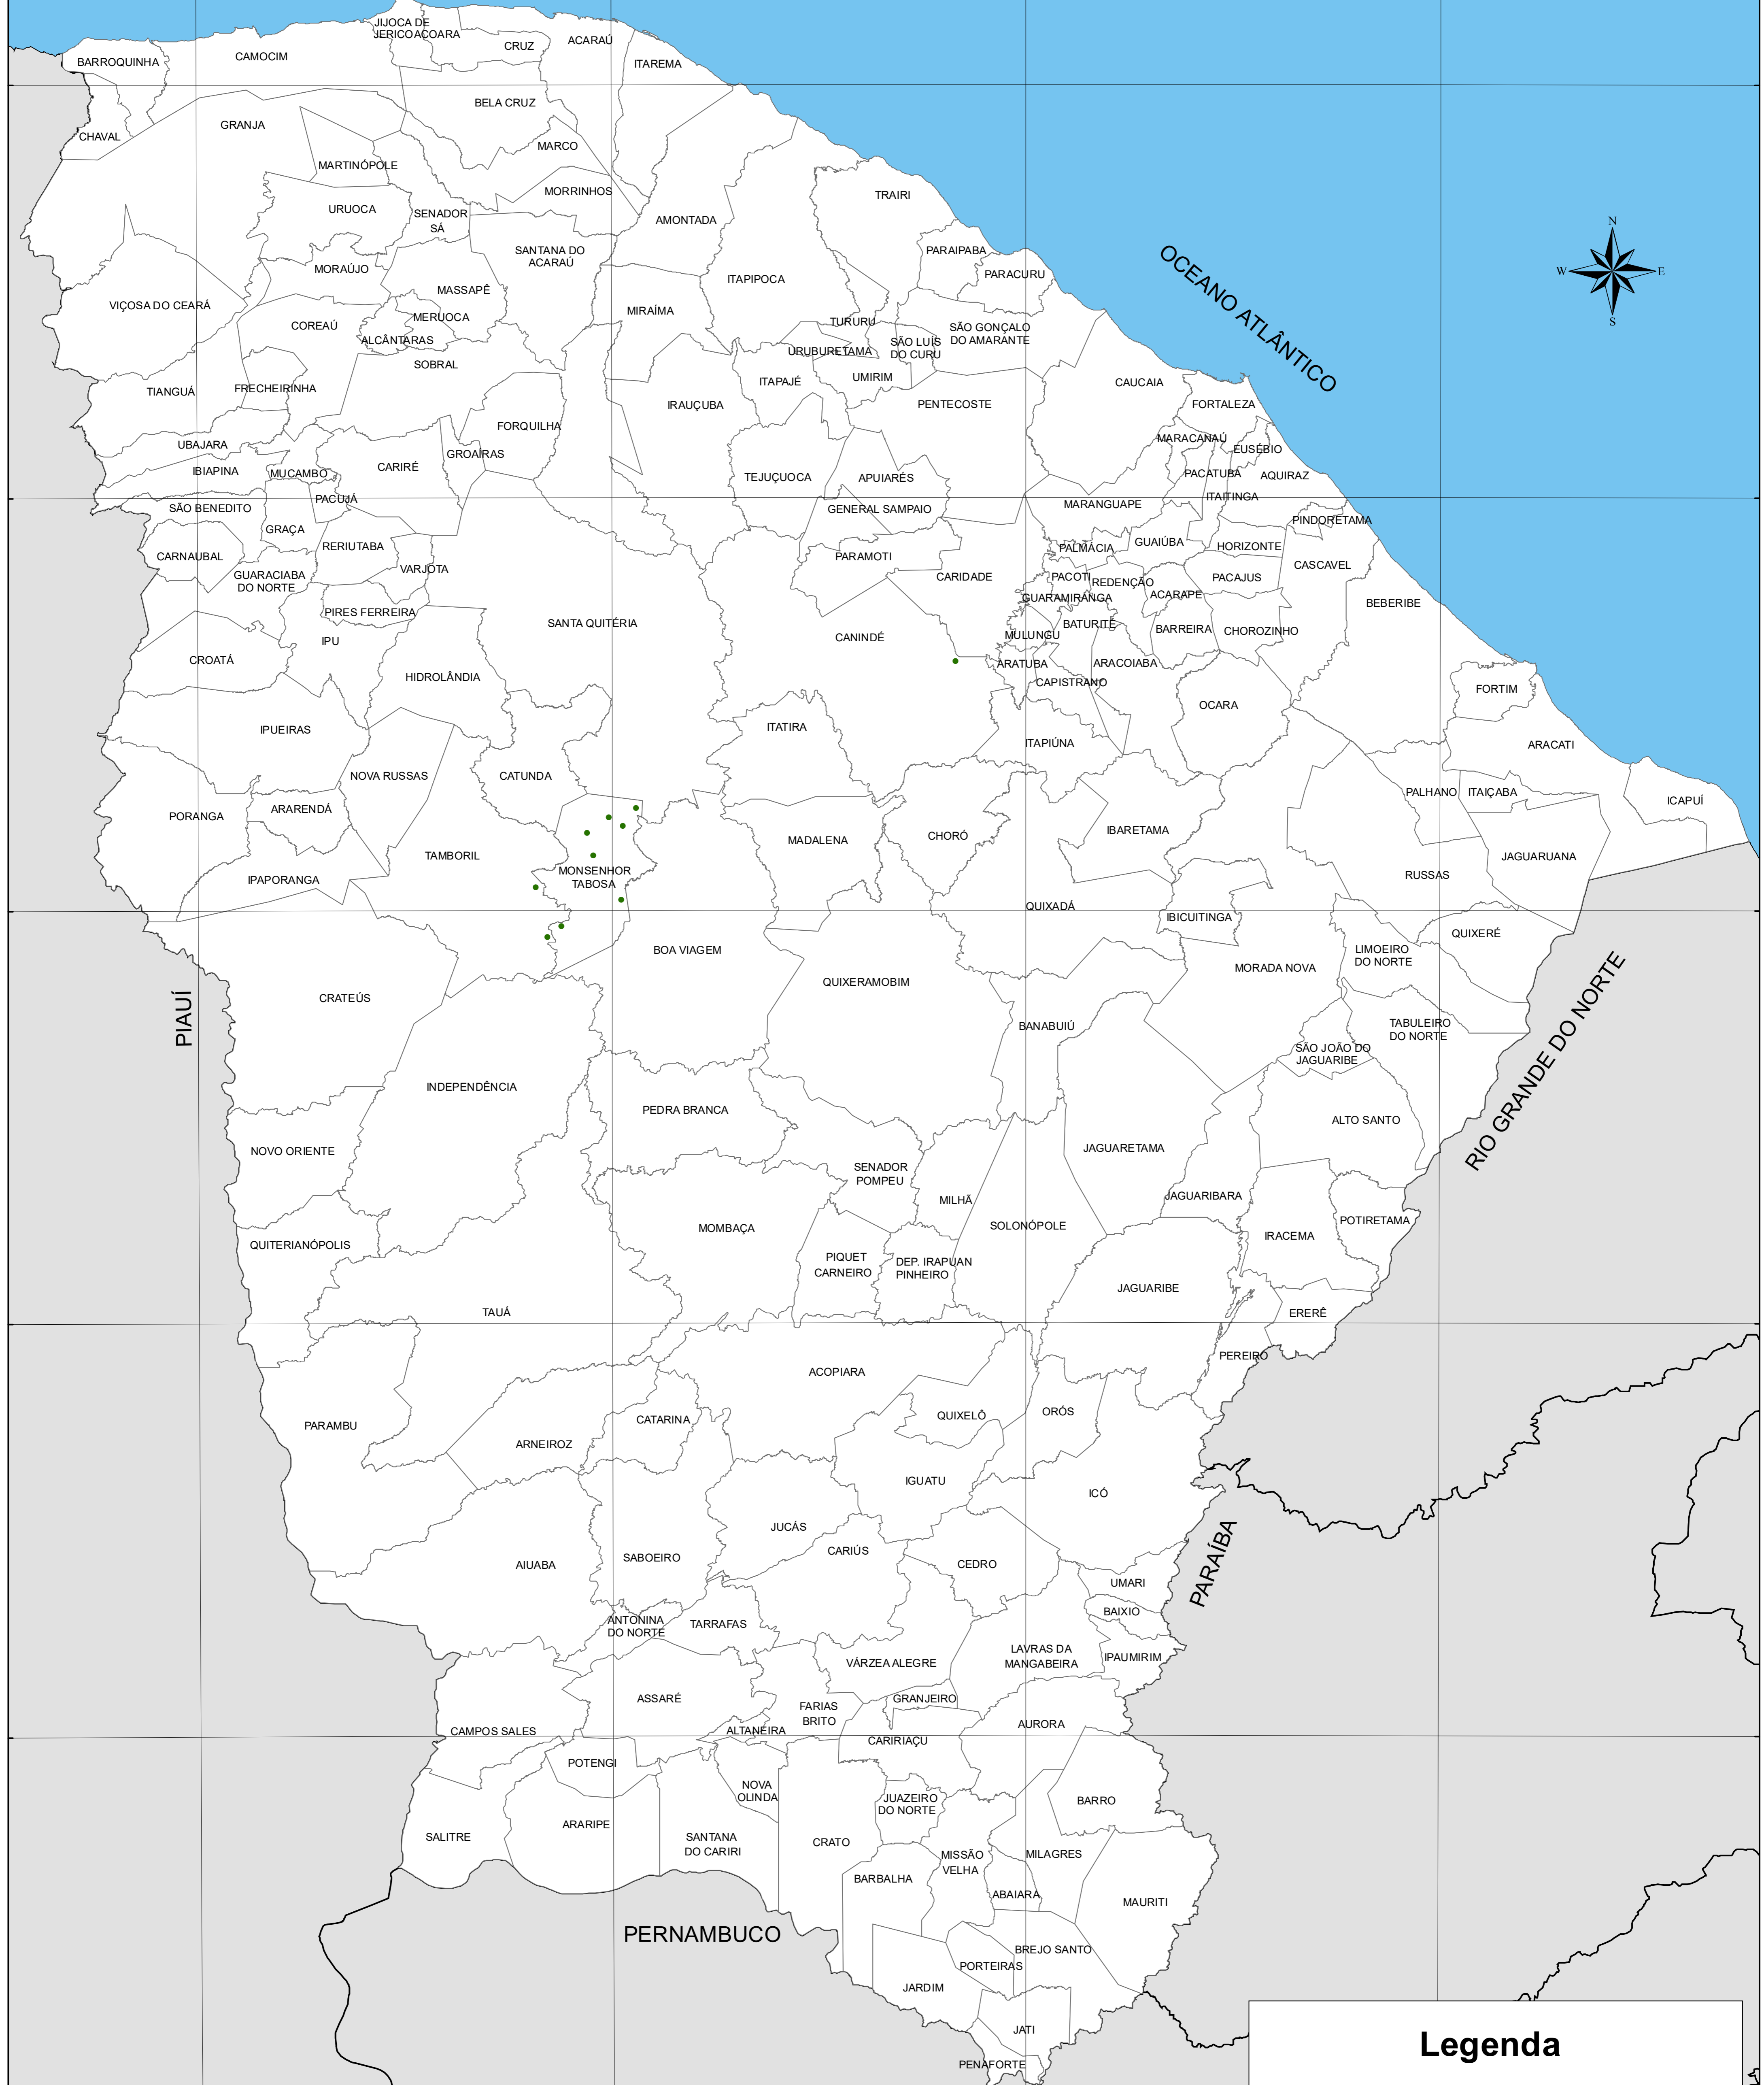 JIJOCA DE
JERICOACOARA
CRUZ
ACARAÚ
BARROQUINHA
CAMOCIM
ITAREMA
BELA CRUZ
GRANJA
CHAVAL
MARCO
MARTINÓPOLE
MORRINHOS
TRAIRI
URUOCA
SENADOR
SÁ
AMONTADA
N
W
E
S
OCEANO ATLÂNTICO
SANTANA DO
ACARAÚ
PARAIPABA
MORAÚJO
PARACURU
ITAPIPOCA
MASSAPÊ
VIÇOSA DO CEARÁ
MIRAÍMA
MERUOCA
TURURU
COREAÚ
SÃO GONÇALO
DO AMARANTE
ALCÂNTARAS
SÃO LUÍS
DO CURU
URUBURETAMA
SOBRAL
UMIRIM
ITAPAJÉ
CAUCAIA
TIANGUÁ
FRECHEIRINHA
IRAUÇUBA
PENTECOSTE
FORTALEZA
FORQUILHA
MARACANAÚ
UBAJARA
EUSÉBIO
GROAÍRAS
IBIAPINA
MUCAMBO
CARIRÉ
TEJUÇUOCA
APUIARÉS
PACATUBA
AQUIRAZ
PACUJÁ
ITAITINGA
SÃO BENEDITO
GENERAL SAMPAIO
MARANGUAPE
PINDORETAMA
GRAÇA
CARNAUBAL
RERIUTABA
PARAMOTI
PALMÁCIA
GUAIÚBA
HORIZONTE
VARJOTA
CASCAVEL
GUARACIABA
DO NORTE
CARIDADE
PACOTI
REDENÇÃO
PACAJUS
ACARAPE
GUARAMIRANGA
BEBERIBE
PIRES FERREIRA
SANTA QUITÉRIA
BATURITÉ
IPU
CANINDÉ
MULUNGU
BARREIRA
CHOROZINHO
CROATÁ
ARATUBA
ARACOIABA
HIDROLÂNDIA
CAPISTRANO
FORTIM
OCARA
IPUEIRAS
ITATIRA
ITAPIÚNA
ARACATI
NOVA RUSSAS
CATUNDA
PALHANO
ITAIÇABA
ICAPUÍ
PORANGA
ARARENDÁ
IBARETAMA
MADALENA
CHORÓ
TAMBORIL
JAGUARUANA
MONSENHOR
TABOSA
IPAPORANGA
RUSSAS
QUIXADÁ
IBICUITINGA
QUIXERÉ
BOA VIAGEM
LIMOEIRO
DO NORTE
MORADA NOVA
QUIXERAMOBIM
CRATEÚS
PIAUÍ
BANABUIÚ
TABULEIRO
DO NORTE
SÃO JOÃO DO
JAGUARIBE
RIO GRANDE DO NORTE
INDEPENDÊNCIA
PEDRA BRANCA
ALTO SANTO
NOVO ORIENTE
JAGUARETAMA
SENADOR
POMPEU
JAGUARIBARA
MILHÃ
MOMBAÇA
SOLONÓPOLE
POTIRETAMA
IRACEMA
QUITERIANÓPOLIS
PIQUET
CARNEIRO
DEP. IRAPUAN
PINHEIRO
JAGUARIBE
TAUÁ
ERERÊ
PEREIRO
ACOPIARA
PARAMBU
CATARINA
QUIXELÔ
ORÓS
ARNEIROZ
IGUATU
ICÓ
JUCÁS
CARIÚS
SABOEIRO
AIUABA
CEDRO
PARAÍBA
UMARI
BAIXIO
ANTONINA
DO NORTE
TARRAFAS
LAVRAS DA
MANGABEIRA
IPAUMIRIM
VÁRZEA ALEGRE
ASSARÉ
GRANJEIRO
FARIAS
BRITO
AURORA
CAMPOS SALES
ALTANEIRA
CARIRIAÇU
POTENGI
NOVA
OLINDA
JUAZEIRO
DO NORTE
BARRO
ARARIPE
SALITRE
SANTANA
DO CARIRI
CRATO
MISSÃO
VELHA
MILAGRES
BARBALHA
ABAIARA
MAURITI
PERNAMBUCO
BREJO SANTO
PORTEIRAS
JARDIM
JATI
PENAFORTE
Legenda